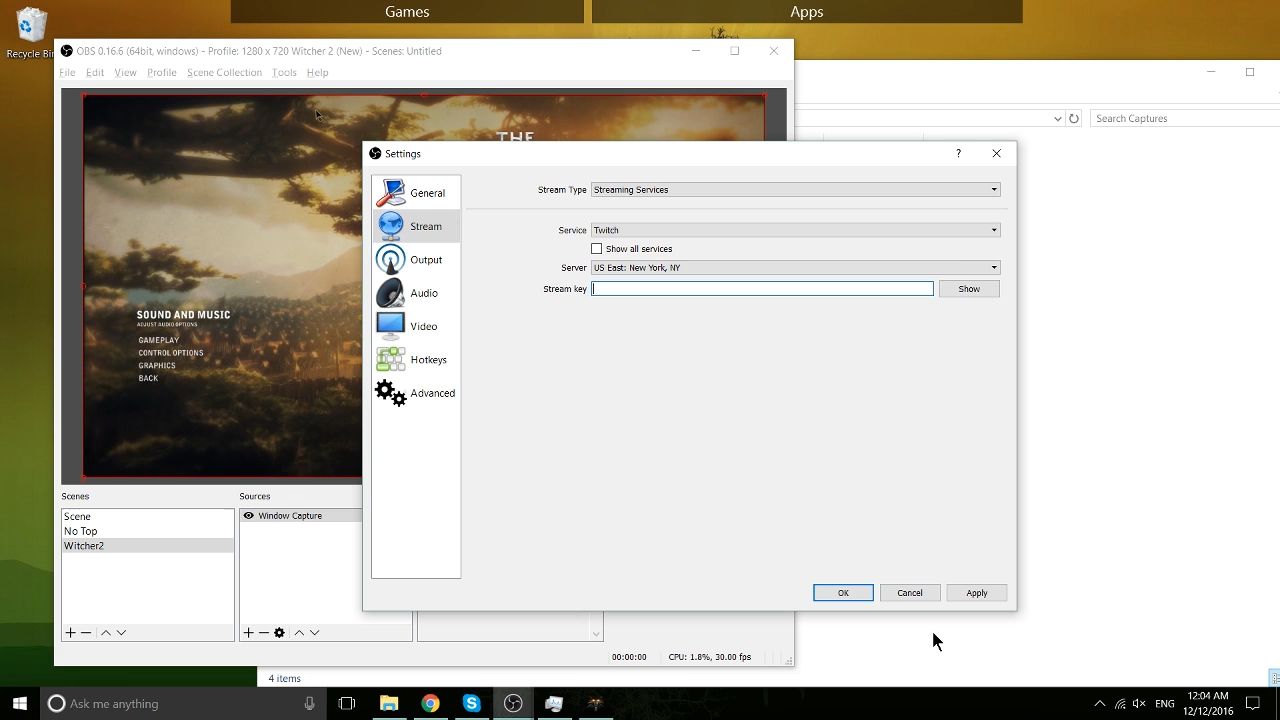 Games
Apps
Recycle Bin
OBS 0.16.6 (64bit, windows) - Profile: 1280 x 720 Witcher 2 (New) - Scenes: Untitled
File Edit View Profile Scene Collection Tools Help
Search Captures
THE
Settings
?
General
Stream
Output
Audio
Video
Hotkeys
Advanced
Stream Type Streaming Services
Service Twitch
Show all services
Server US East: New York, NY
Stream key
Show
SOUND AND MUSIC
ADJUST AUDIO OPTIONS
GAMEPLAY
CONTROL OPTIONS
GRAPHICS
BACK
Scenes
Scene
No Top
Witcher2
Sources
Window Capture
OK Cancel Apply
00:00:00 CPU: 1.8%, 30.00 fps
4 items
Ask me anything
ENG
12:04 AM
12/12/2016